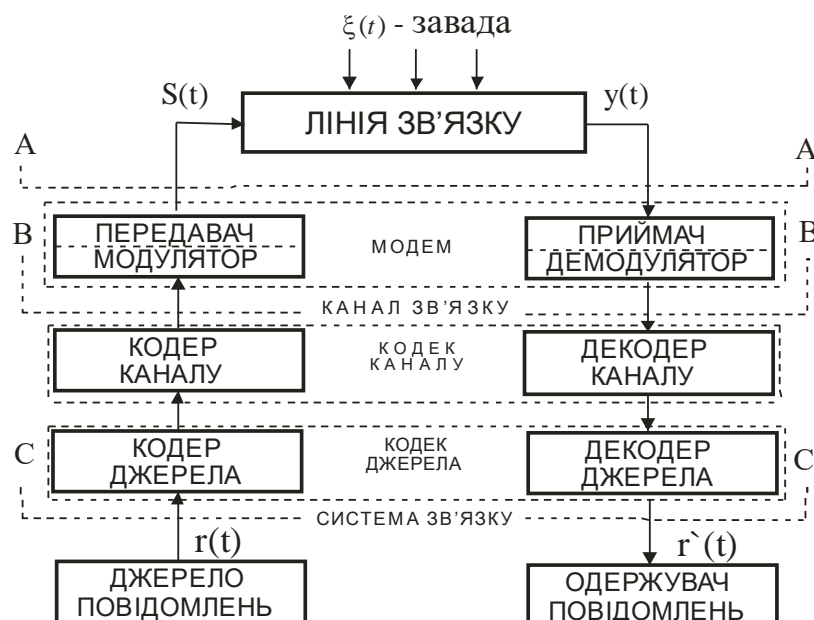 ξ(t) - завада
S(t)
y(t)
ЛІНІЯ ЗВ’ЯЗКУ
A
A
ПЕРЕДАВАЧ
МОДУЛЯТОР
МОДЕМ
ПРИЙМАЧ
ДЕМОДУЛЯТОР
B
B
КАНАЛ ЗВ’ЯЗКУ
КОДЕР
КАНАЛУ
КОДЕК
КАНАЛУ
ДЕКОДЕР
КАНАЛУ
C
C
КОДЕР
ДЖЕРЕЛА
КОДЕК
ДЖЕРЕЛА
ДЕКОДЕР
ДЖЕРЕЛА
СИСТЕМА ЗВ’ЯЗКУ
r(t)
r`(t)
ДЖЕРЕЛО
ПОВІДОМЛЕНЬ
ОДЕРЖУВАЧ
ПОВІДОМЛЕНЬ